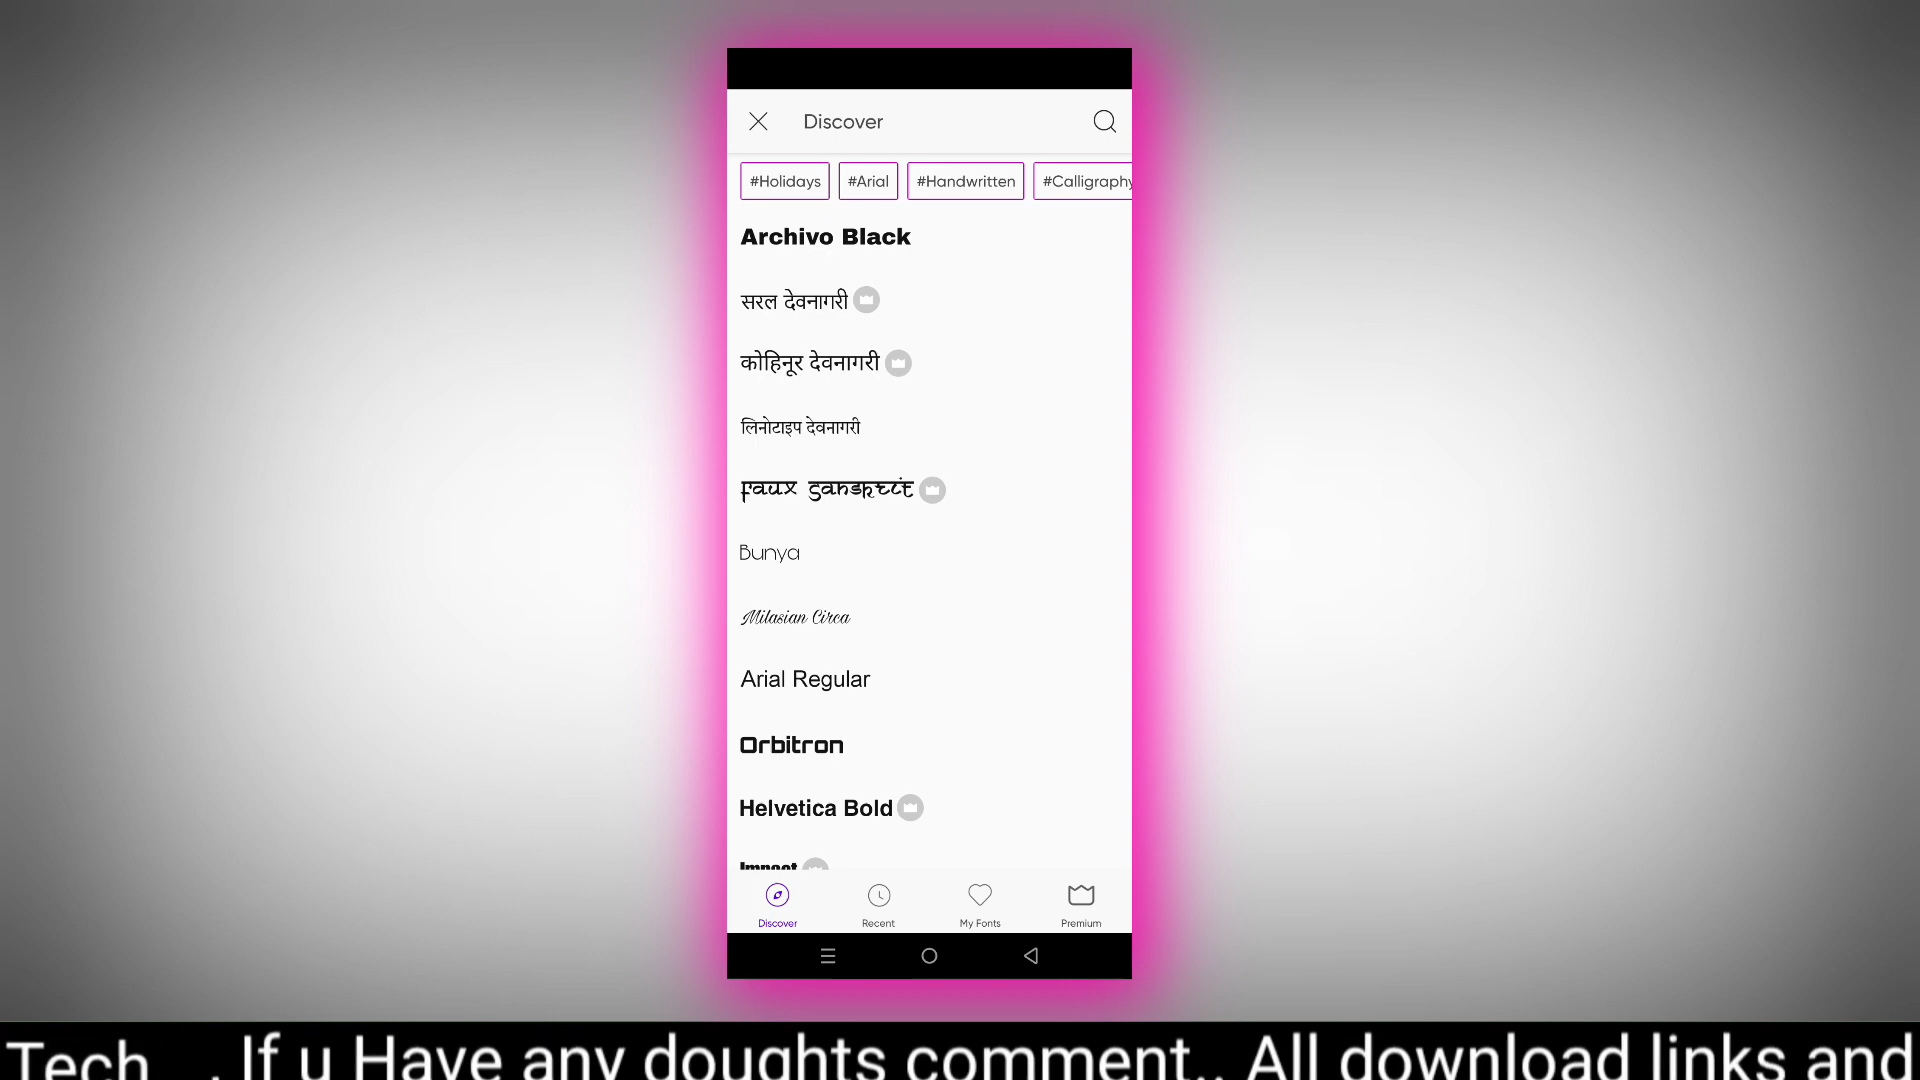 Discover
#Holidays #Arial #Handwritten #Calligraphy
Archivo Black
सरल देवनागरी
कोहिनूर देवनागरी
लिनोटाइप देवनागरी
Faux Sanskrit
Bunya
Milasian Circa
Arial Regular
Orbitron
Helvetica Bold
Impact
Discover Recent My Fonts Premium
Tech . If u Have any doughts comment.. All download links and